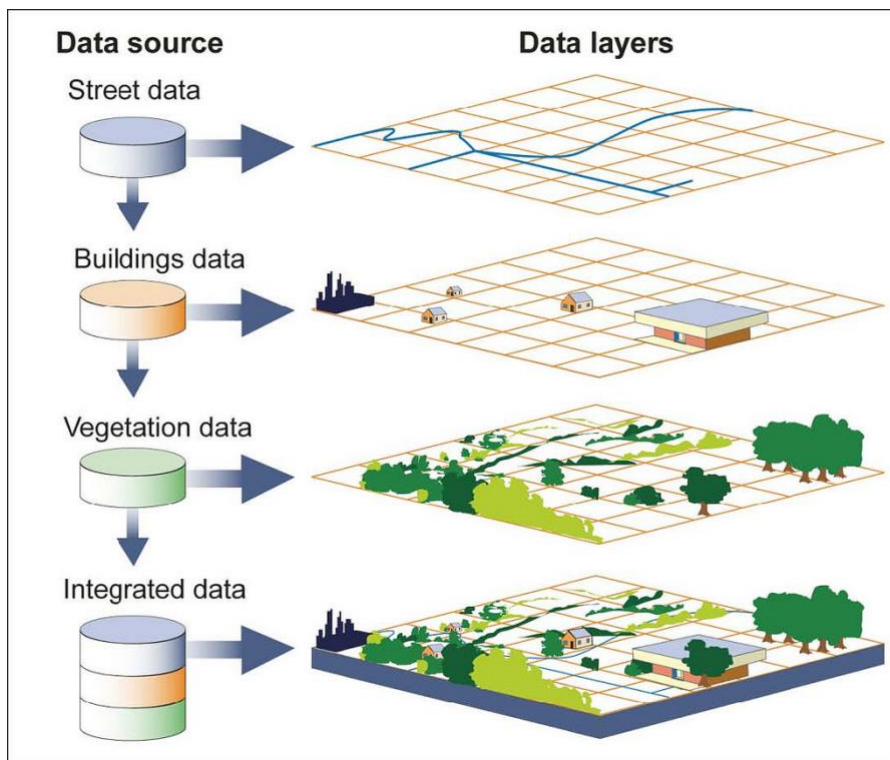 Data source
Data layers
Street data
Buildings data
Vegetation data
Integrated data